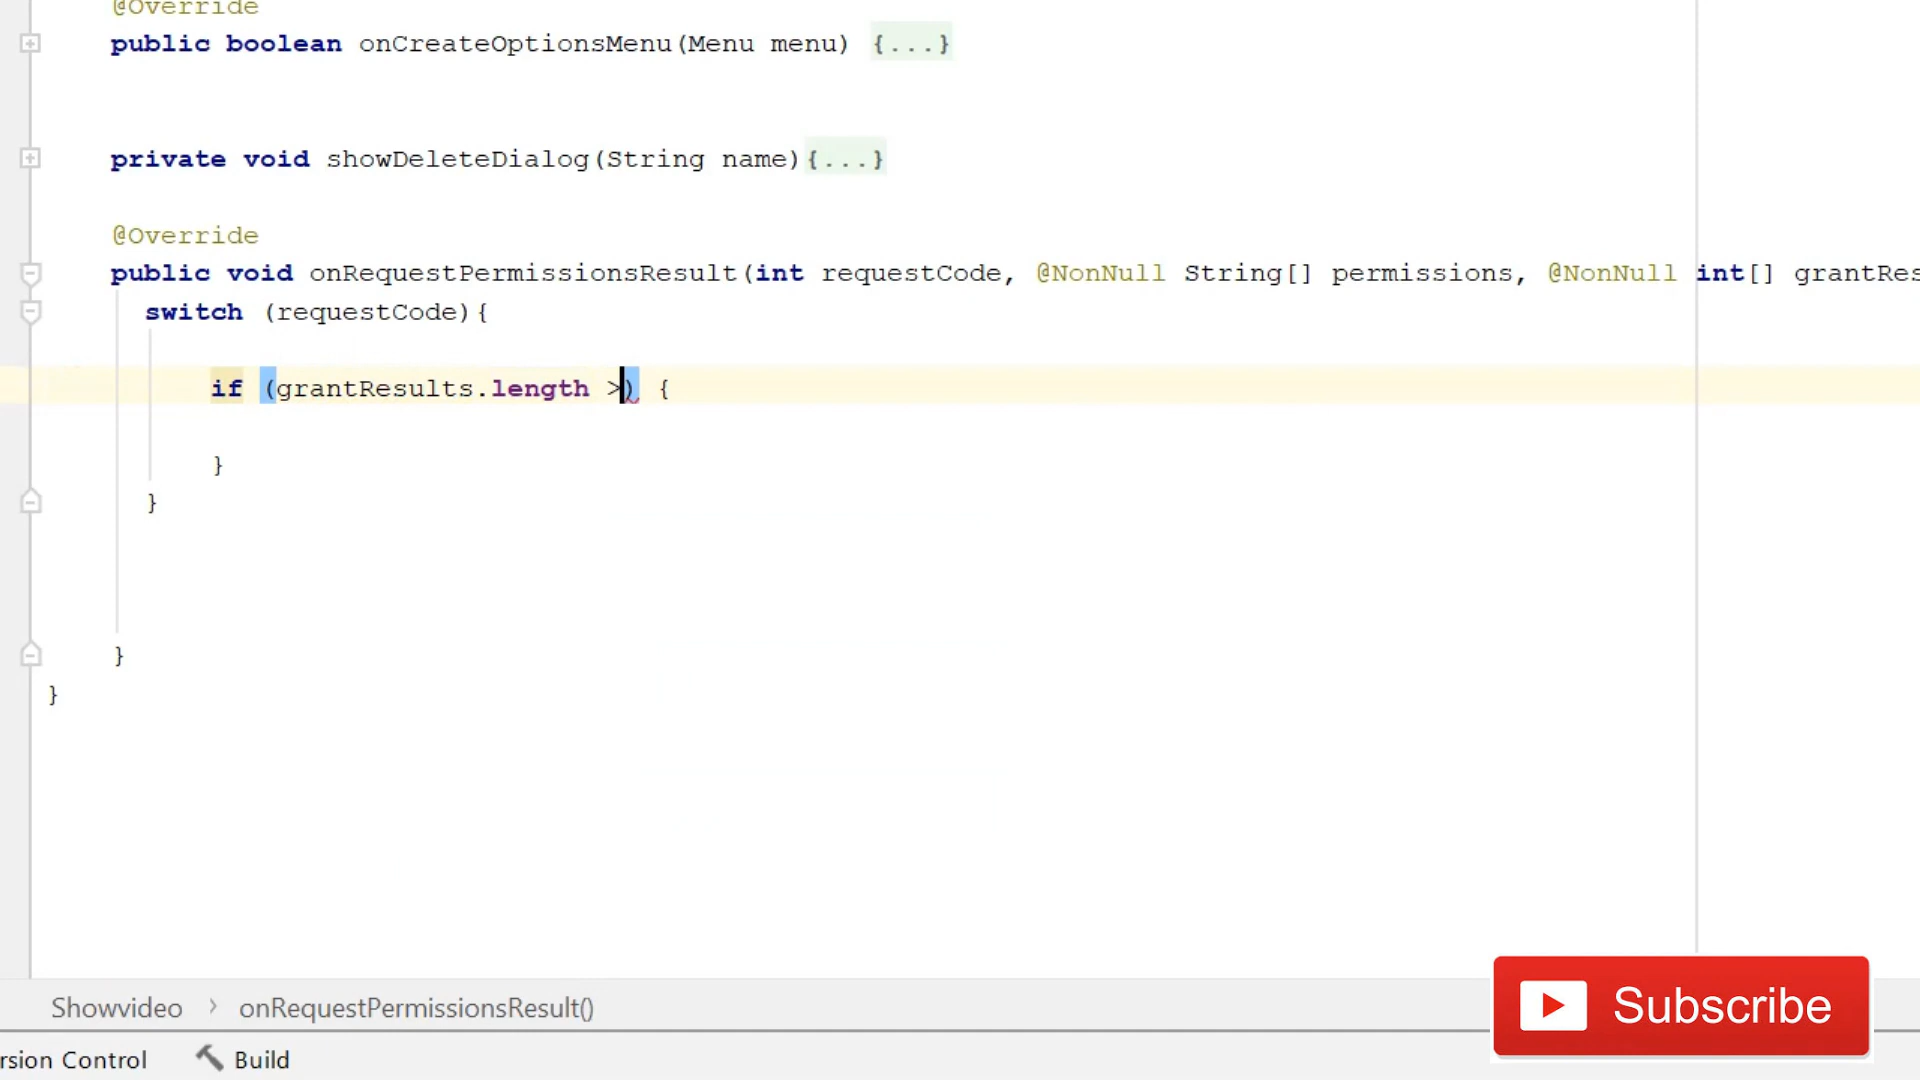 @Override
public boolean onCreateOptionsMenu(Menu menu) {...}
private void showDeleteDialog(String name){...}
@Override
public void onRequestPermissionsResult(int requestCode, @NonNull String[] permissions, @NonNull int[] grantRes
switch (requestCode){
if (grantResults.length >) {
}
}
}
}
Showvideo > onRequestPermissionsResult()
Subscribe
rsion Control Build